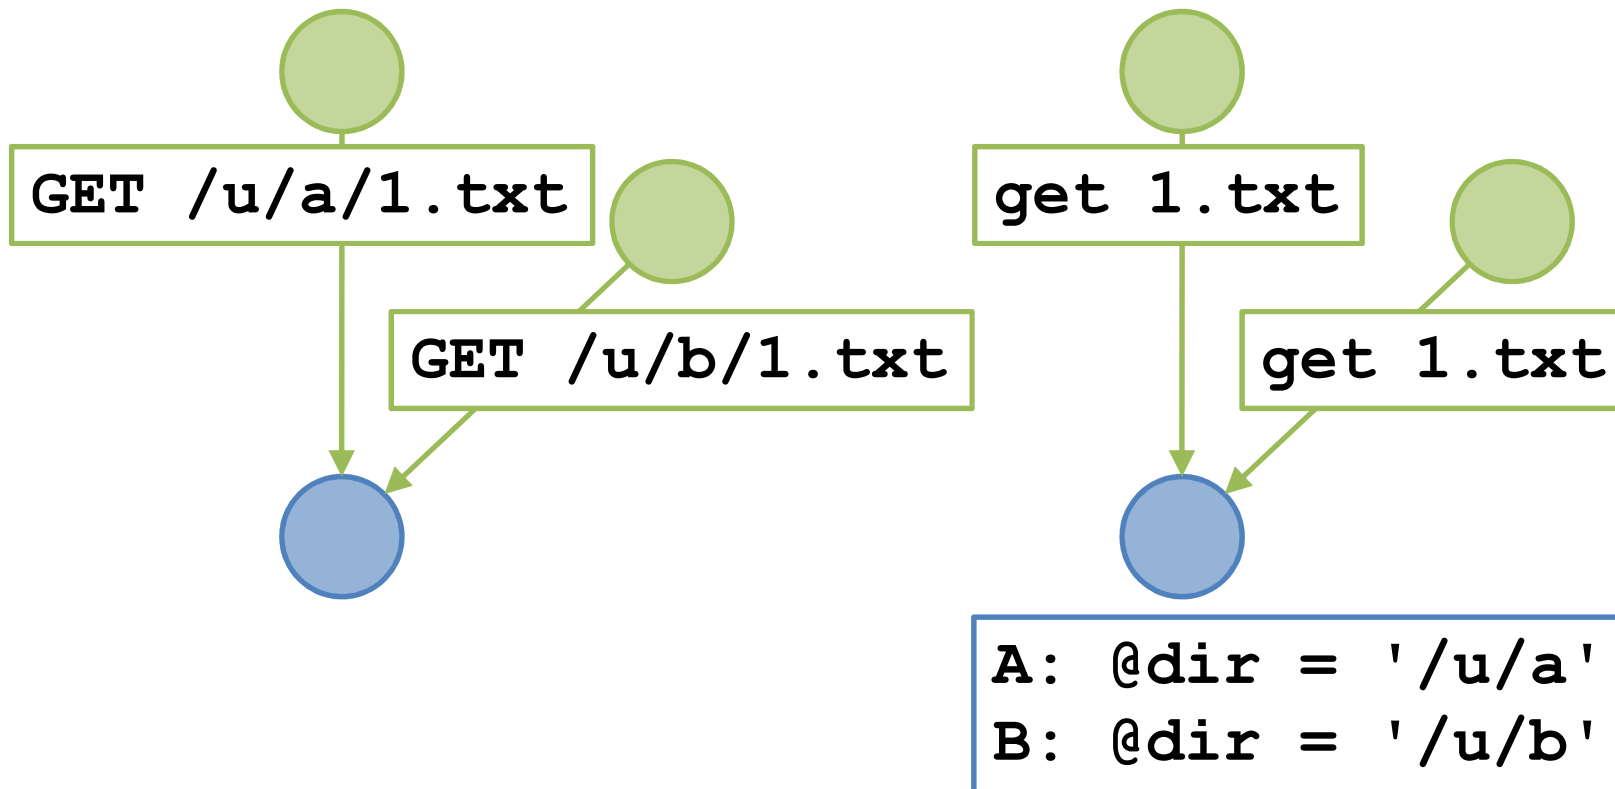 GET /u/a/1.txt
GET /u/b/1.txt
get 1.txt
get 1.txt
A: @dir = '/u/a'
B: @dir = '/u/b'